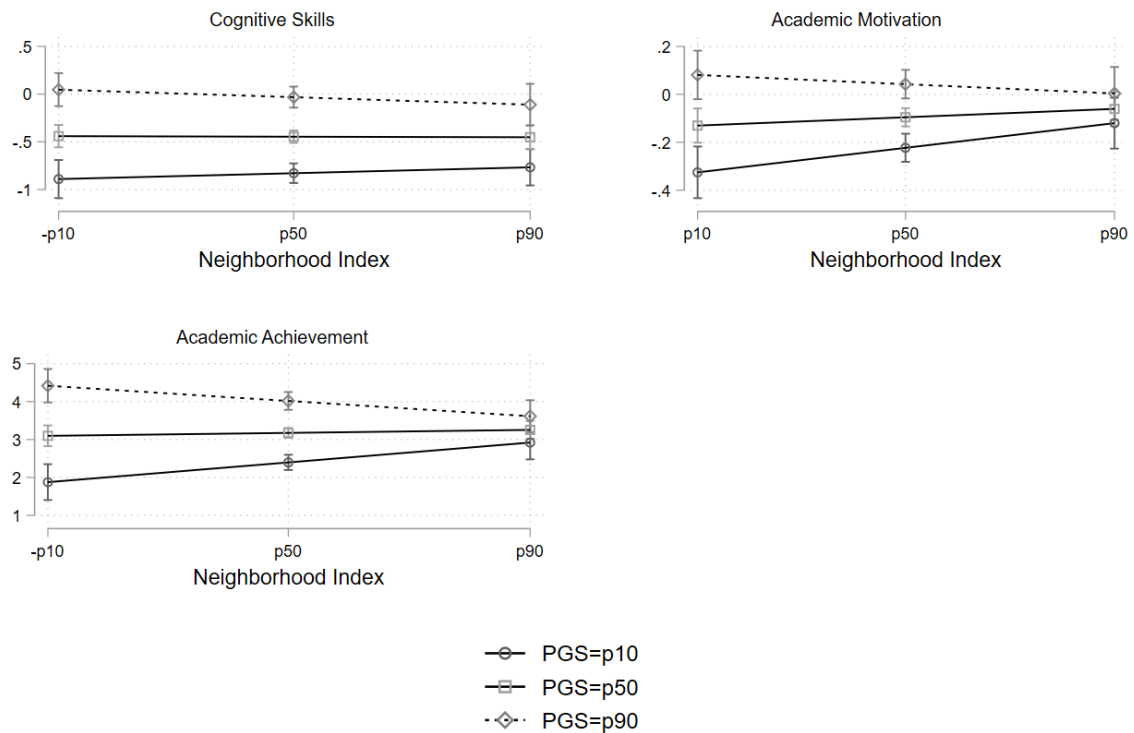 Cognitive Skills
.5
0
-.5
-1
-p10
p50
p90
Neighborhood Index
Academic Motivation
.2
0
-.2
-.4
p10
p50
p90
Neighborhood Index
Academic Achievement
5
4
3
2
1
-p10
p50
p90
Neighborhood Index
PGS=p10
PGS=p50
PGS=p90